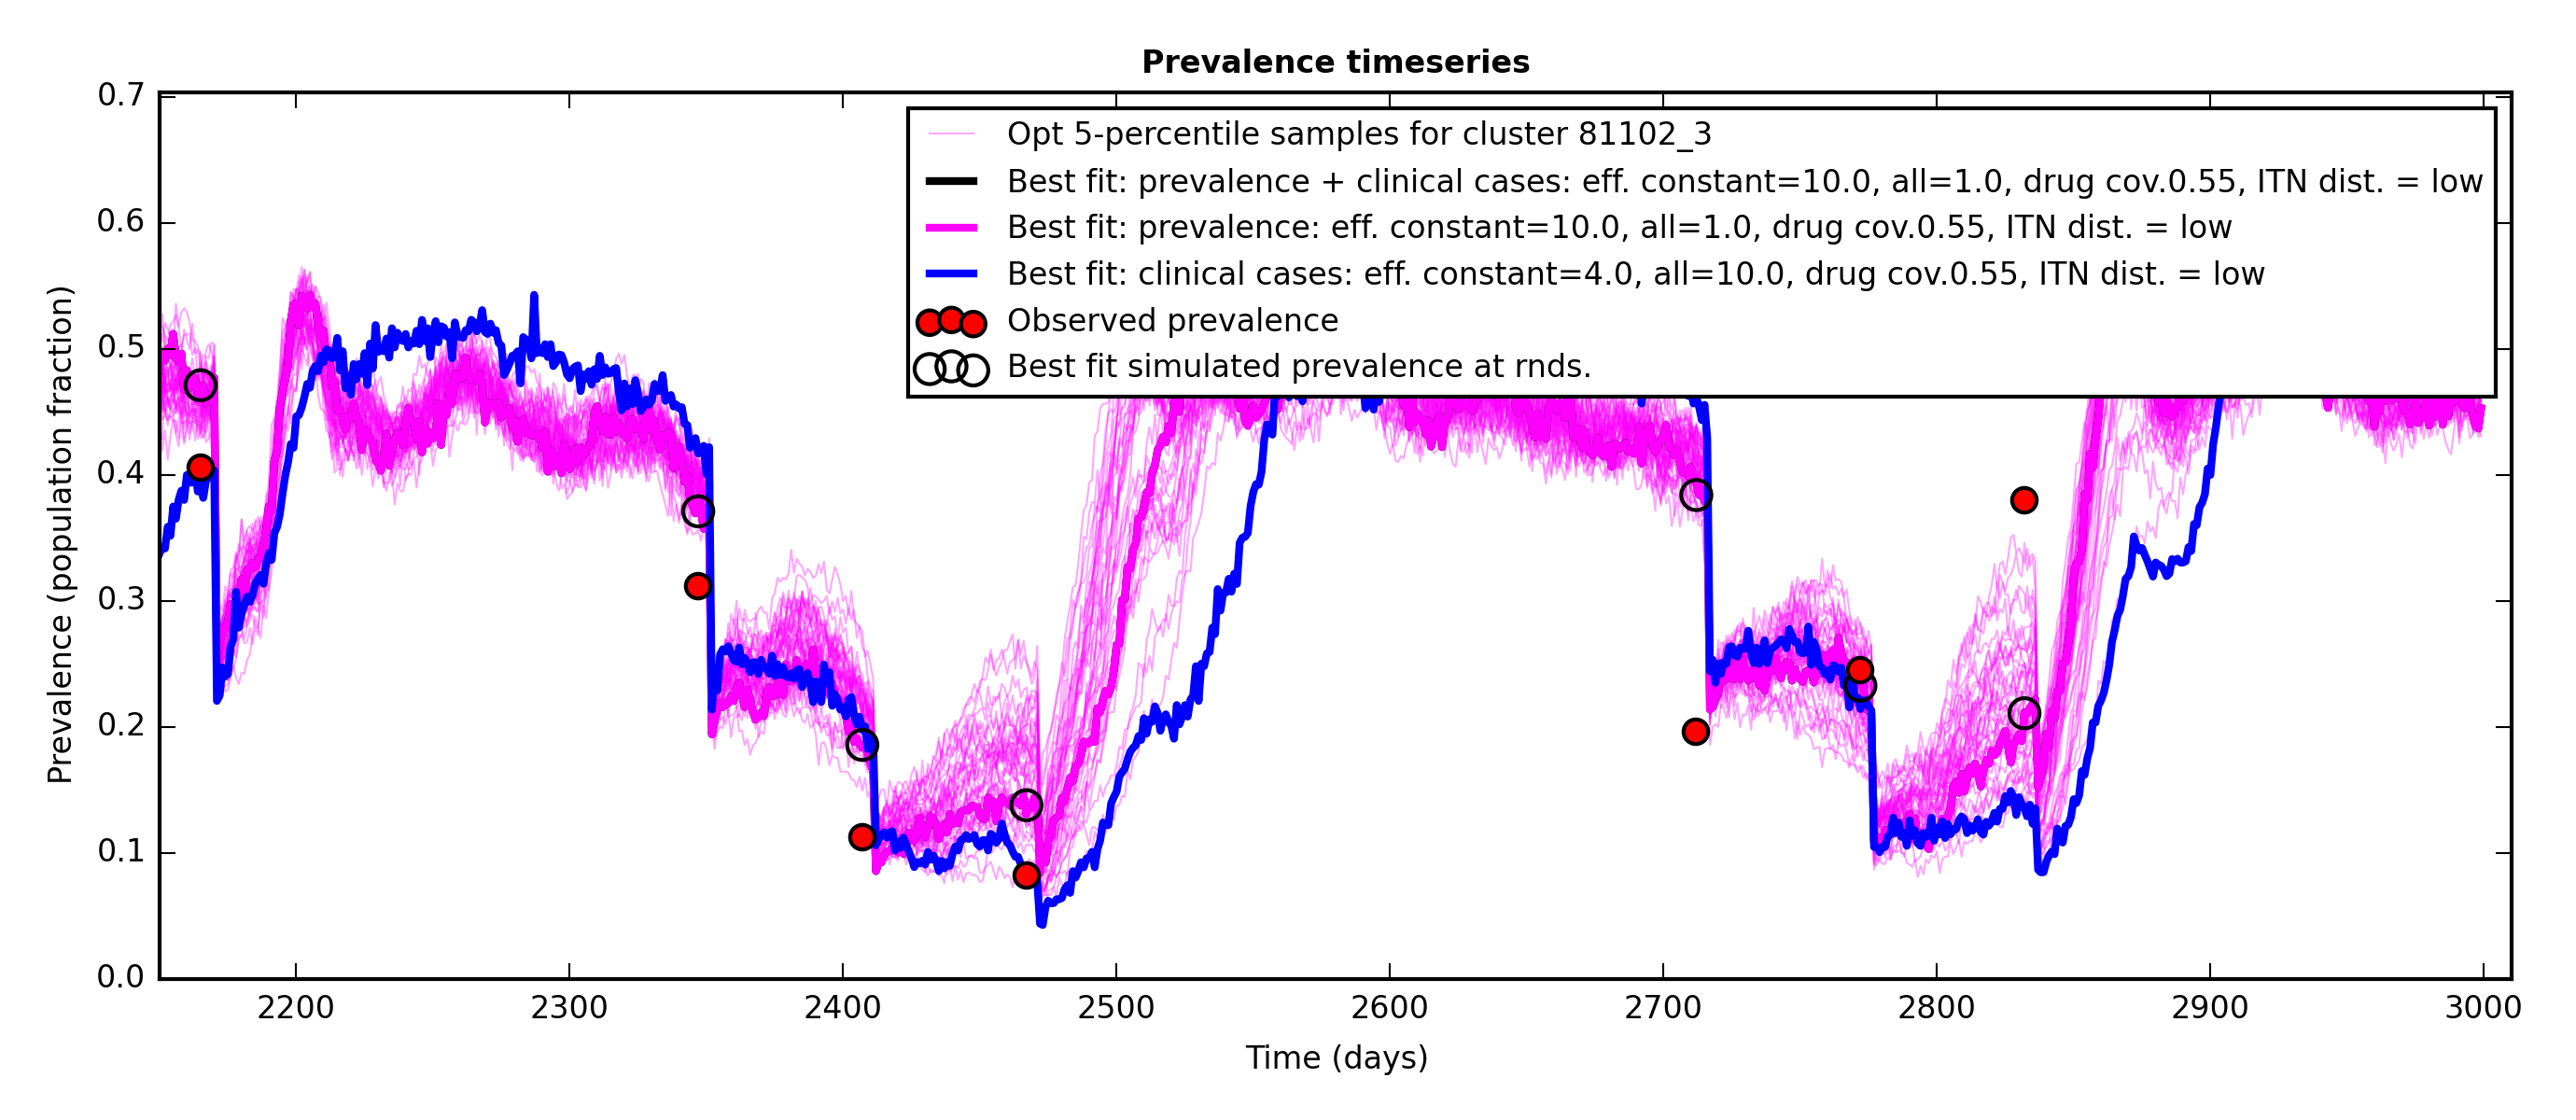 Prevalence timeseries
0.7
0.6
0.5
0.4
0.3
0.2
0.1
0.0
Prevalence (population fraction)
Opt 5-percentile samples for cluster 81102_3
Best fit: prevalence + clinical cases: eff. constant=10.0, all=1.0, drug cov.0.55, ITN dist. = low
Best fit: prevalence: eff. constant=10.0, all=1.0, drug cov.0.55, ITN dist. = low
Best fit: clinical cases: eff. constant=4.0, all=10.0, drug cov.0.55, ITN dist. = low
Observed prevalence
Best fit simulated prevalence at rnds.
2200 2300 2400 2500 2600 2700 2800 2900 3000
Time (days)